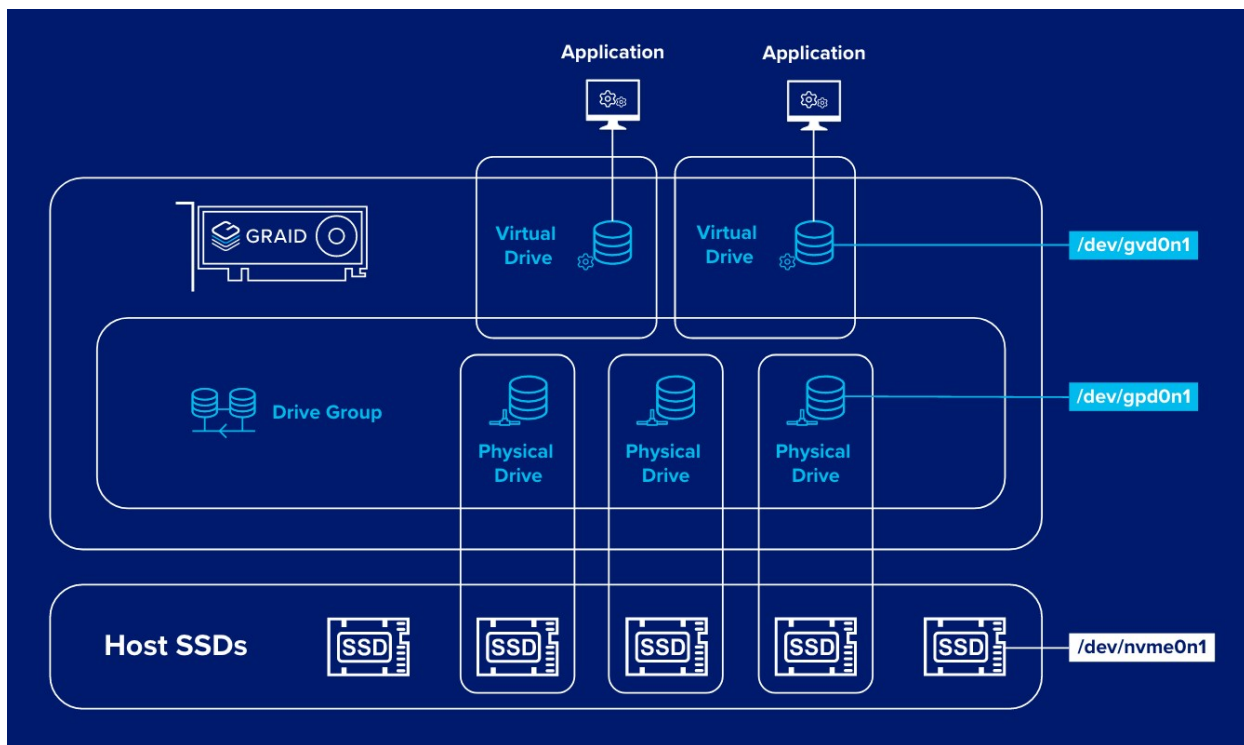 Application
Application
GRAID
Virtual
Drive
Virtual
Drive
/dev/gvd0n1
Drive Group
Physical
Drive
Physical
Drive
Physical
Drive
/dev/gpd0n1
Host SSDs
SSD
SSD
SSD
SSD
SSD
/dev/nvme0n1